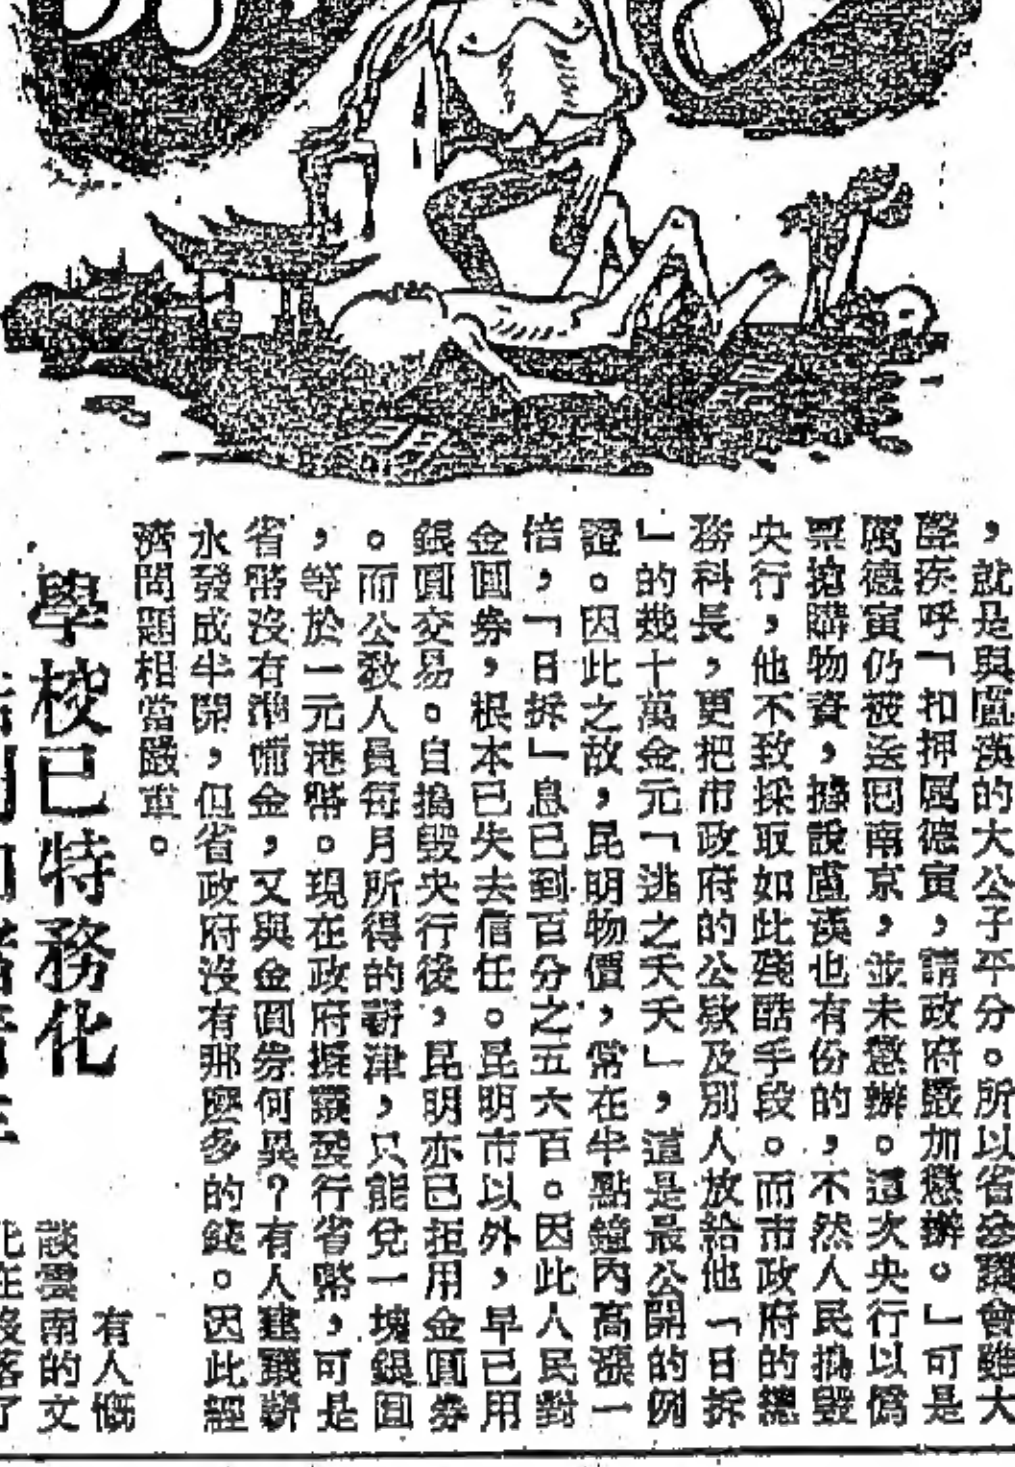 ，就是與盧漢的大公子平分。所以省參議會雖大
聲疾呼「扣押厲德寅，請政府嚴加懲辦。」可是
厲德寅仍被送回南京，並未懲辦。這次央行以偽
票搶購物資，據說盧漢也有份的，不然人民搗毀
央行，他不致採取如此殘酷手段。而市政府的總
務科長，更把市政府的公款及別人放給他「日拆
」的幾十萬金元「逃之夭夭」，這是最公開的例
證。因此之故，昆明物價，常在半點鐘內高漲一
倍，「日拆」息已到百分之五六百。因此人民對
金圓券，根本已失去信任。昆明市以外，早已用
銀圓交易。自搗毀央行後，昆明亦已拒用金圓券
。而公教人員每月所得的薪津，只能兌一塊銀圓
，等於一元港幣。現在政府擬議發行省幣，可是
省幣沒有準備金，又與金圓券何異？有人建議薪
水發成半開，但省政府沒有那麼多的錢。因此經
濟問題相當嚴重。
學校已特務化
有人慨
談雲南的文
化在沒落了